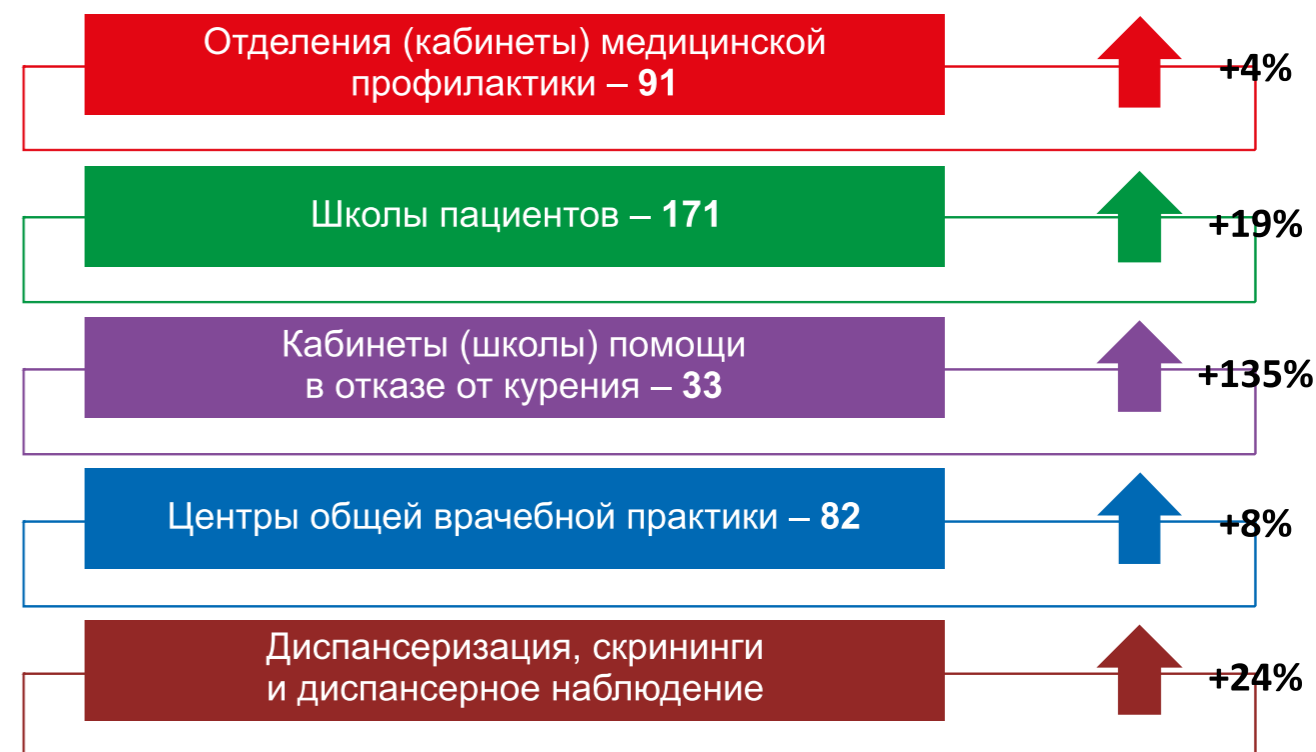 Отделения (кабинеты) медицинской
профилактики – 91
+4%
Школы пациентов – 171
+19%
Кабинеты (школы) помощи
в отказе от курения – 33
+135%
Центры общей врачебной практики – 82
+8%
Диспансеризация, скрининги
и диспансерное наблюдение
+24%